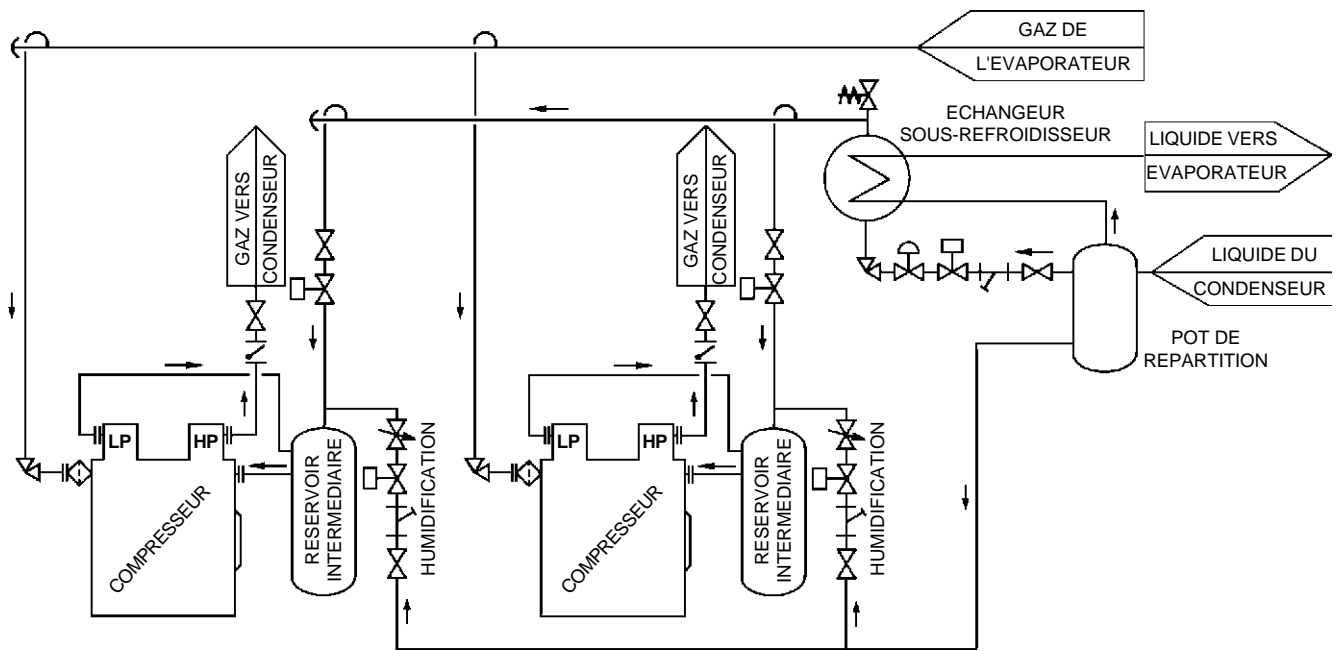 GAZ DE
L'EVAPORATEUR
ECHANGEUR
SOUS-REFROIDISSEUR
LIQUIDE VERS
EVAPORATEUR
GAZ VERS
CONDENSEUR
GAZ VERS
CONDENSEUR
LIQUIDE DU
CONDENSEUR
POT DE
REPARTITION
LP
HP
COMPRESSEUR
RESERVOIR
INTERMEDIAIRE
HUMIDIFICATION
LP
HP
COMPRESSEUR
RESERVOIR
INTERMEDIAIRE
HUMIDIFICATION